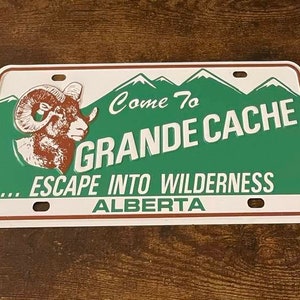 Come To
GRANDE CACHE
... ESCAPE INTO WILDERNESS
ALBERTA